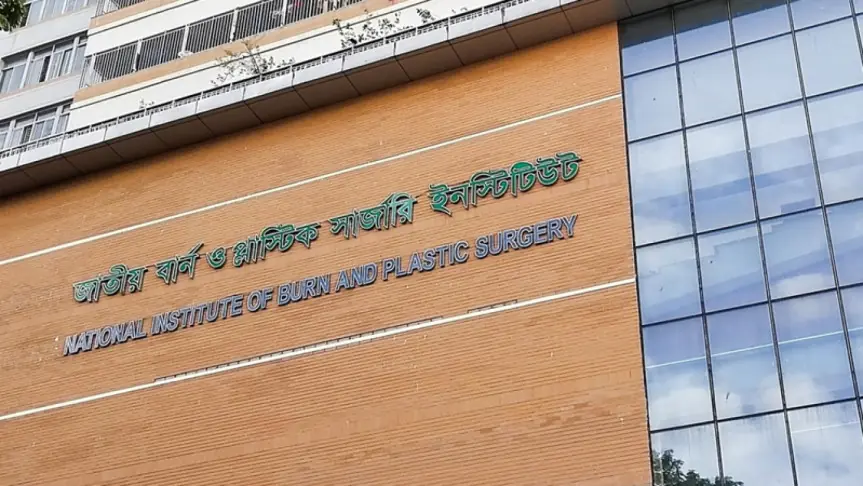 জাতীয় বার্ন ও প্লাস্টিক সার্জারি ইনস্টিটিউট
NATIONAL INSTITUTE OF BURN AND PLASTIC SURGERY